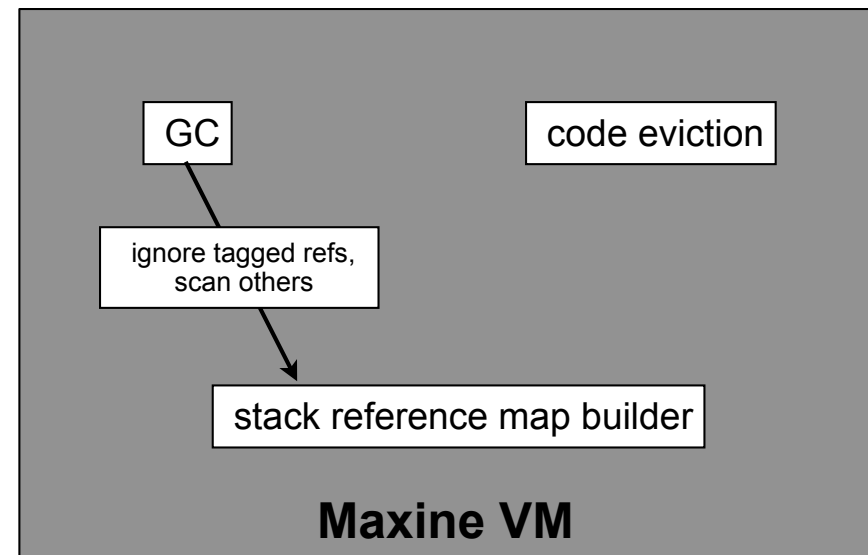 GC
code eviction
ignore tagged refs,
scan others
stack reference map builder
Maxine VM